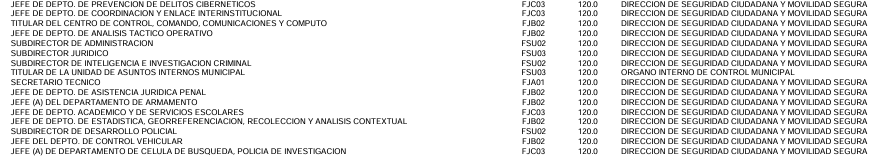 JEFE DE DEPTO. DE PREVENCION DE DELITOS CIBERNETICOS FJC03 120.0 DIRECCION DE SEGURIDAD CIUDADANA Y MOVILIDAD SEGURA
JEFE DE DEPTO. DE COORDINACION Y ENLACE INTERINSTITUCIONAL FJC03 120.0 DIRECCION DE SEGURIDAD CIUDADANA Y MOVILIDAD SEGURA
TITULAR DEL CENTRO DE CONTROL, COMANDO, COMUNICACIONES Y COMPUTO FJB02 120.0 DIRECCION DE SEGURIDAD CIUDADANA Y MOVILIDAD SEGURA
JEFE DE DEPTO. DE ANALISIS TACTICO OPERATIVO FJB02 120.0 DIRECCION DE SEGURIDAD CIUDADANA Y MOVILIDAD SEGURA
SUBDIRECTOR DE ADMINISTRACION FSU02 120.0 DIRECCION DE SEGURIDAD CIUDADANA Y MOVILIDAD SEGURA
SUBDIRECTOR JURIDICO FSU03 120.0 DIRECCION DE SEGURIDAD CIUDADANA Y MOVILIDAD SEGURA
SUBDIRECTOR DE INTELIGENCIA E INVESTIGACION CRIMINAL FSU02 120.0 DIRECCION DE SEGURIDAD CIUDADANA Y MOVILIDAD SEGURA
TITULAR DE LA UNIDAD DE ASUNTOS INTERNOS MUNICIPAL FSU03 120.0 ORGANO INTERNO DE CONTROL MUNICIPAL
SECRETARIO TECNICO FJA01 120.0 DIRECCION DE SEGURIDAD CIUDADANA Y MOVILIDAD SEGURA
JEFE DE DEPTO. DE ASISTENCIA JURIDICA PENAL FJB02 120.0 DIRECCION DE SEGURIDAD CIUDADANA Y MOVILIDAD SEGURA
JEFE (A) DEL DEPARTAMENTO DE ARMAMENTO FJB02 120.0 DIRECCION DE SEGURIDAD CIUDADANA Y MOVILIDAD SEGURA
JEFE DE DEPTO. ACADEMICO Y DE SERVICIOS ESCOLARES FJC03 120.0 DIRECCION DE SEGURIDAD CIUDADANA Y MOVILIDAD SEGURA
JEFE DE DEPTO. DE ESTADISTICA, GEORREFERENCIACION, RECOLECCION Y ANALISIS CONTEXTUAL FJB02 120.0 DIRECCION DE SEGURIDAD CIUDADANA Y MOVILIDAD SEGURA
SUBDIRECTOR DE DESARROLLO POLICIAL FSU02 120.0 DIRECCION DE SEGURIDAD CIUDADANA Y MOVILIDAD SEGURA
JEFE DEL DEPTO. DE CONTROL VEHICULAR FJB02 120.0 DIRECCION DE SEGURIDAD CIUDADANA Y MOVILIDAD SEGURA
JEFE (A) DE DEPARTAMENTO DE CELULA DE BUSQUEDA, POLICIA DE INVESTIGACION FJC03 120.0 DIRECCION DE SEGURIDAD CIUDADANA Y MOVILIDAD SEGURA